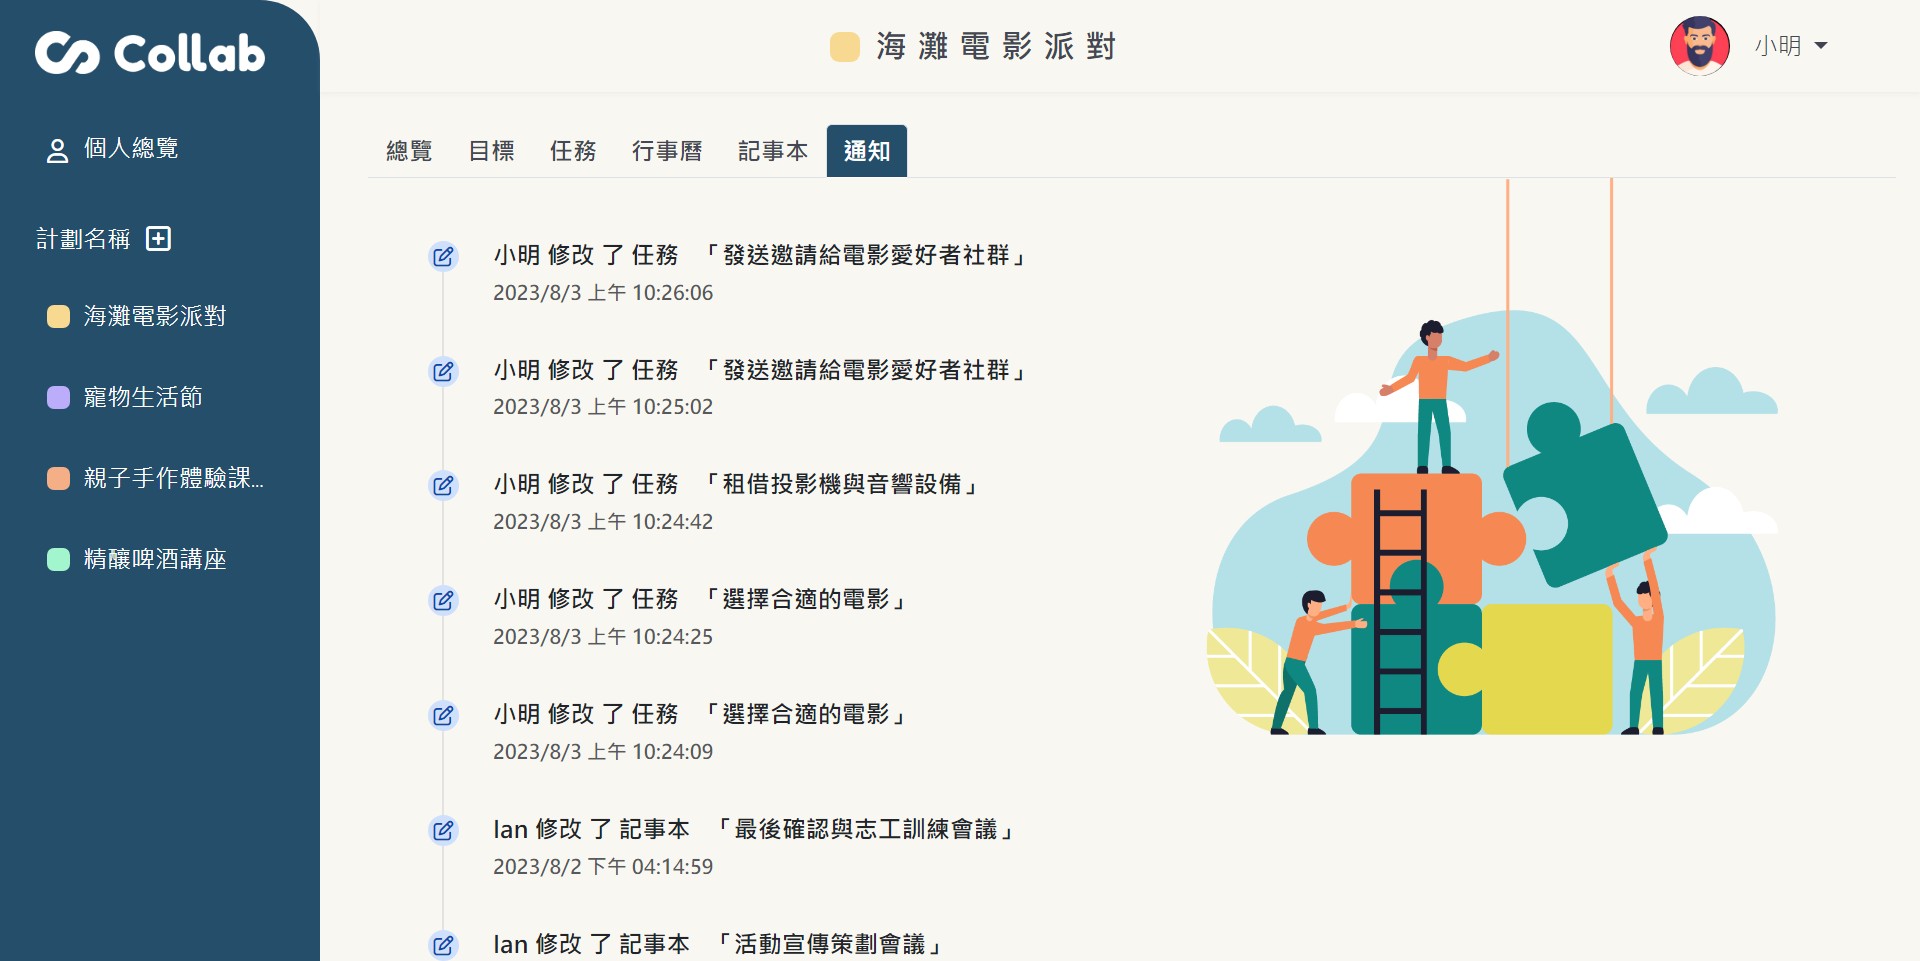 Collab
海灘電影派對
小明
個人總覽
計劃名稱
海灘電影派對
寵物生活節
親子手作體驗課...
精釀啤酒講座
總覽 目標 任務 行事曆 記事本 通知
小明 修改 了 任務 「發送邀請給電影愛好者社群」
2023/8/3 上午 10:26:06
小明 修改 了 任務 「發送邀請給電影愛好者社群」
2023/8/3 上午 10:25:02
小明 修改 了 任務 「租借投影機與音響設備」
2023/8/3 上午 10:24:42
小明 修改 了 任務 「選擇合適的電影」
2023/8/3 上午 10:24:25
小明 修改 了 任務 「選擇合適的電影」
2023/8/3 上午 10:24:09
Ian 修改 了 記事本 「最後確認與志工訓練會議」
2023/8/2 下午 04:14:59
Ian 修改 了 記事本 「活動宣傳策劃會議」